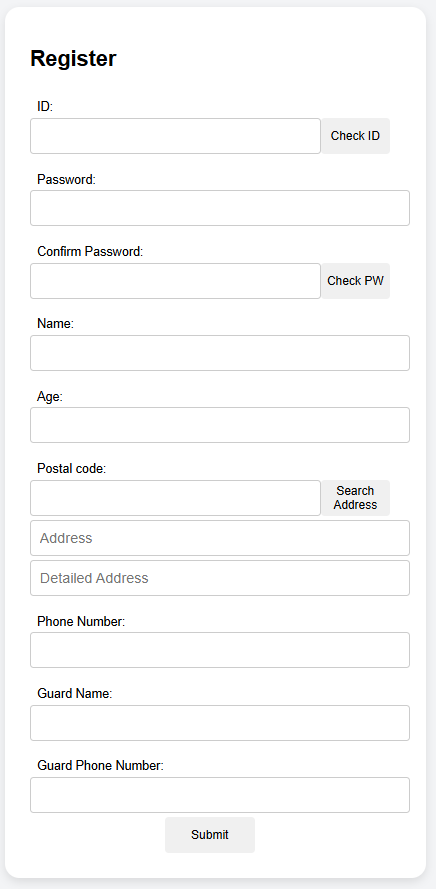 Register
ID:
Check ID
Password:
Confirm Password:
Check PW
Name:
Age:
Postal code:
Search
Address
Address
Detailed Address
Phone Number:
Guard Name:
Guard Phone Number:
Submit